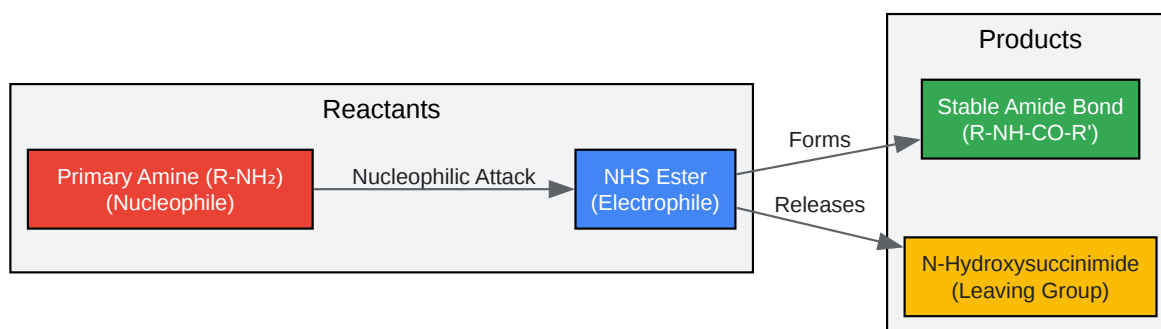 Reactants
Primary Amine (R-NH₂)
(Nucleophile)
Nucleophilic Attack
NHS Ester
(Electrophile)
Forms
Releases
Products
Stable Amide Bond
(R-NH-CO-R')
N-Hydroxysuccinimide
(Leaving Group)